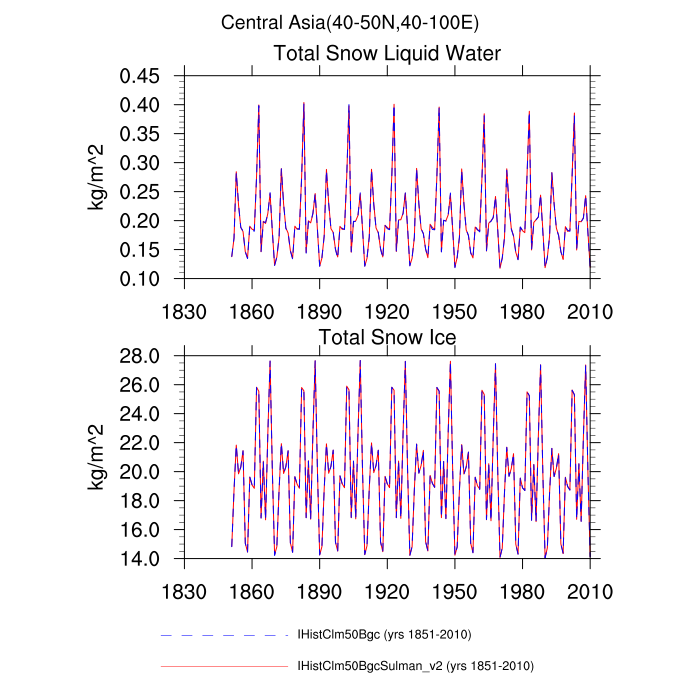 Central Asia(40-50N,40-100E)
Total Snow Liquid Water
0.45
0.40
0.35
0.30
0.25
0.20
0.15
0.10
kg/m^2
1830 1860 1890 1920 1950 1980 2010
Total Snow Ice
28.0
26.0
24.0
22.0
20.0
18.0
16.0
14.0
kg/m^2
1830 1860 1890 1920 1950 1980 2010
IHistClm50Bgc (yrs 1851-2010)
IHistClm50BgcSulman_v2 (yrs 1851-2010)